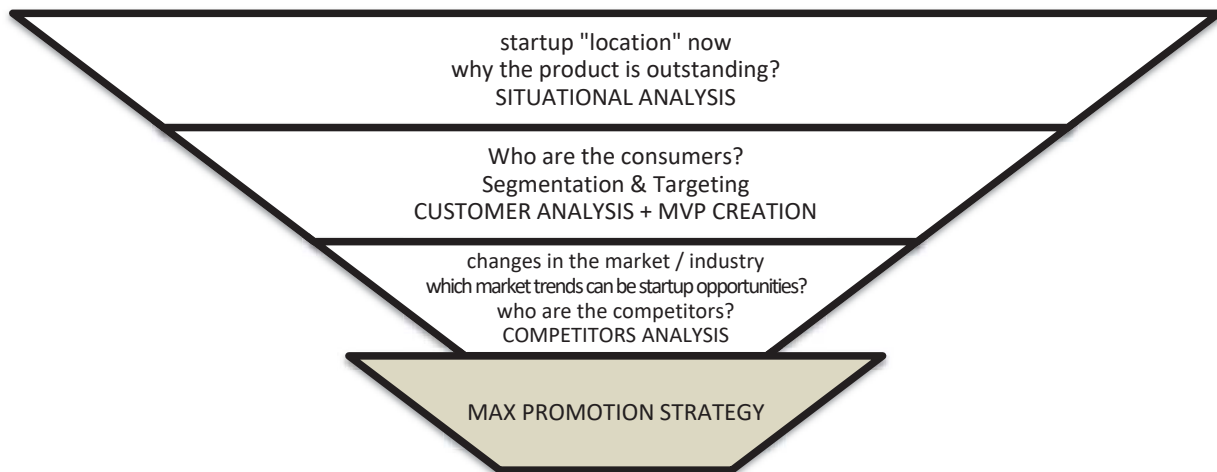 startup "location" now
why the product is outstanding?
SITUATIONAL ANALYSIS
Who are the consumers?
Segmentation & Targeting
CUSTOMER ANALYSIS + MVP CREATION
changes in the market / industry
which market trends can be startup opportunities?
who are the competitors?
COMPETITORS ANALYSIS
MAX PROMOTION STRATEGY